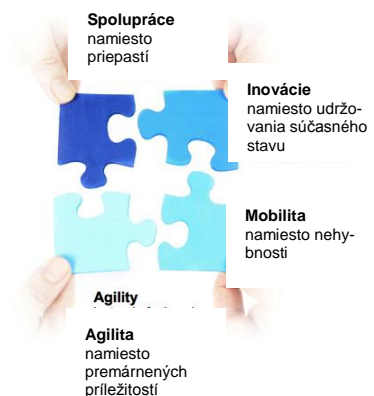 Spolupráce
namiesto
priepastí
Inovácie
namiesto udržo-
vania súčasného
stavu
Mobilita
namiesto nehy-
bnosti
Agility
Agilita
namiesto
premárnených
príležitostí